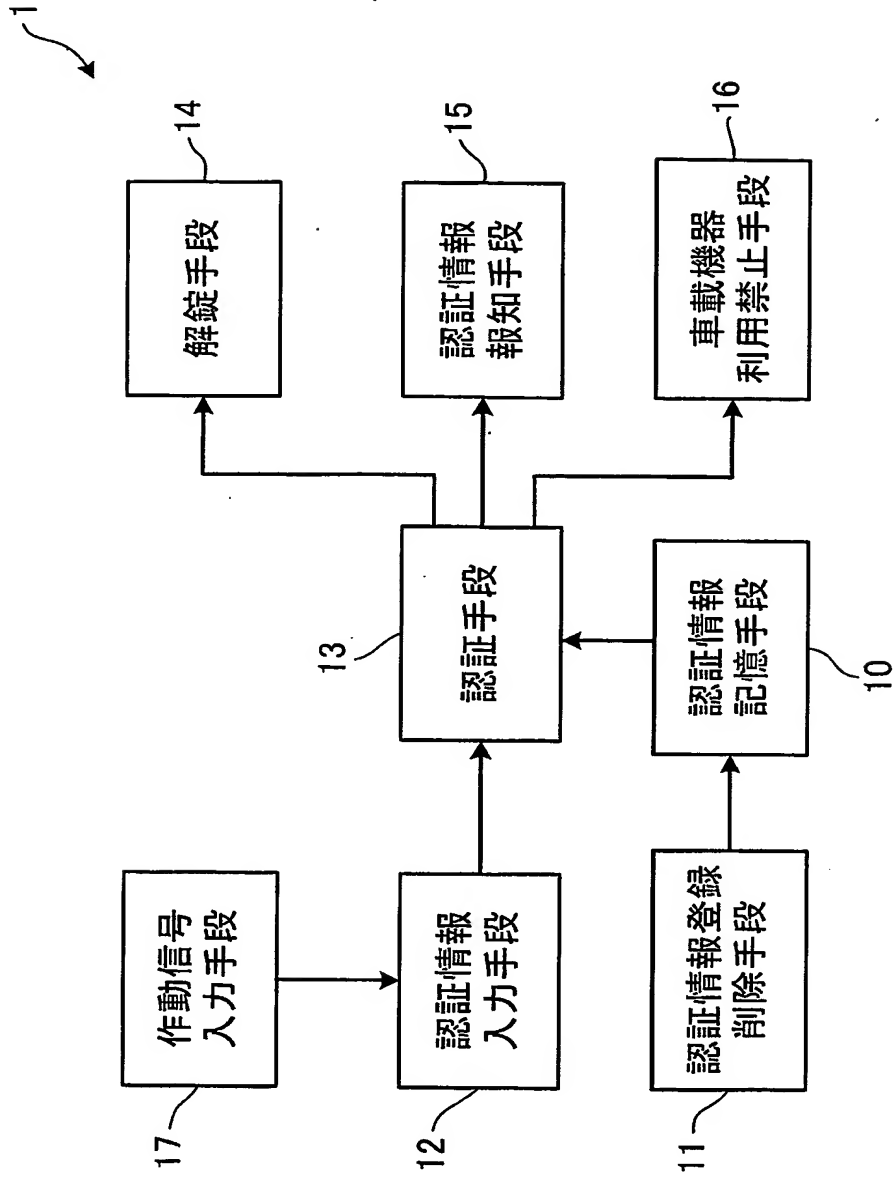 1
17
作動信号
入力手段
12
認証情報
入力手段
11
認証情報登録
削除手段
13
認証手段
認証情報
記憶手段
10
14
解錠手段
15
認証情報
報知手段
16
車載機器
利用禁止手段